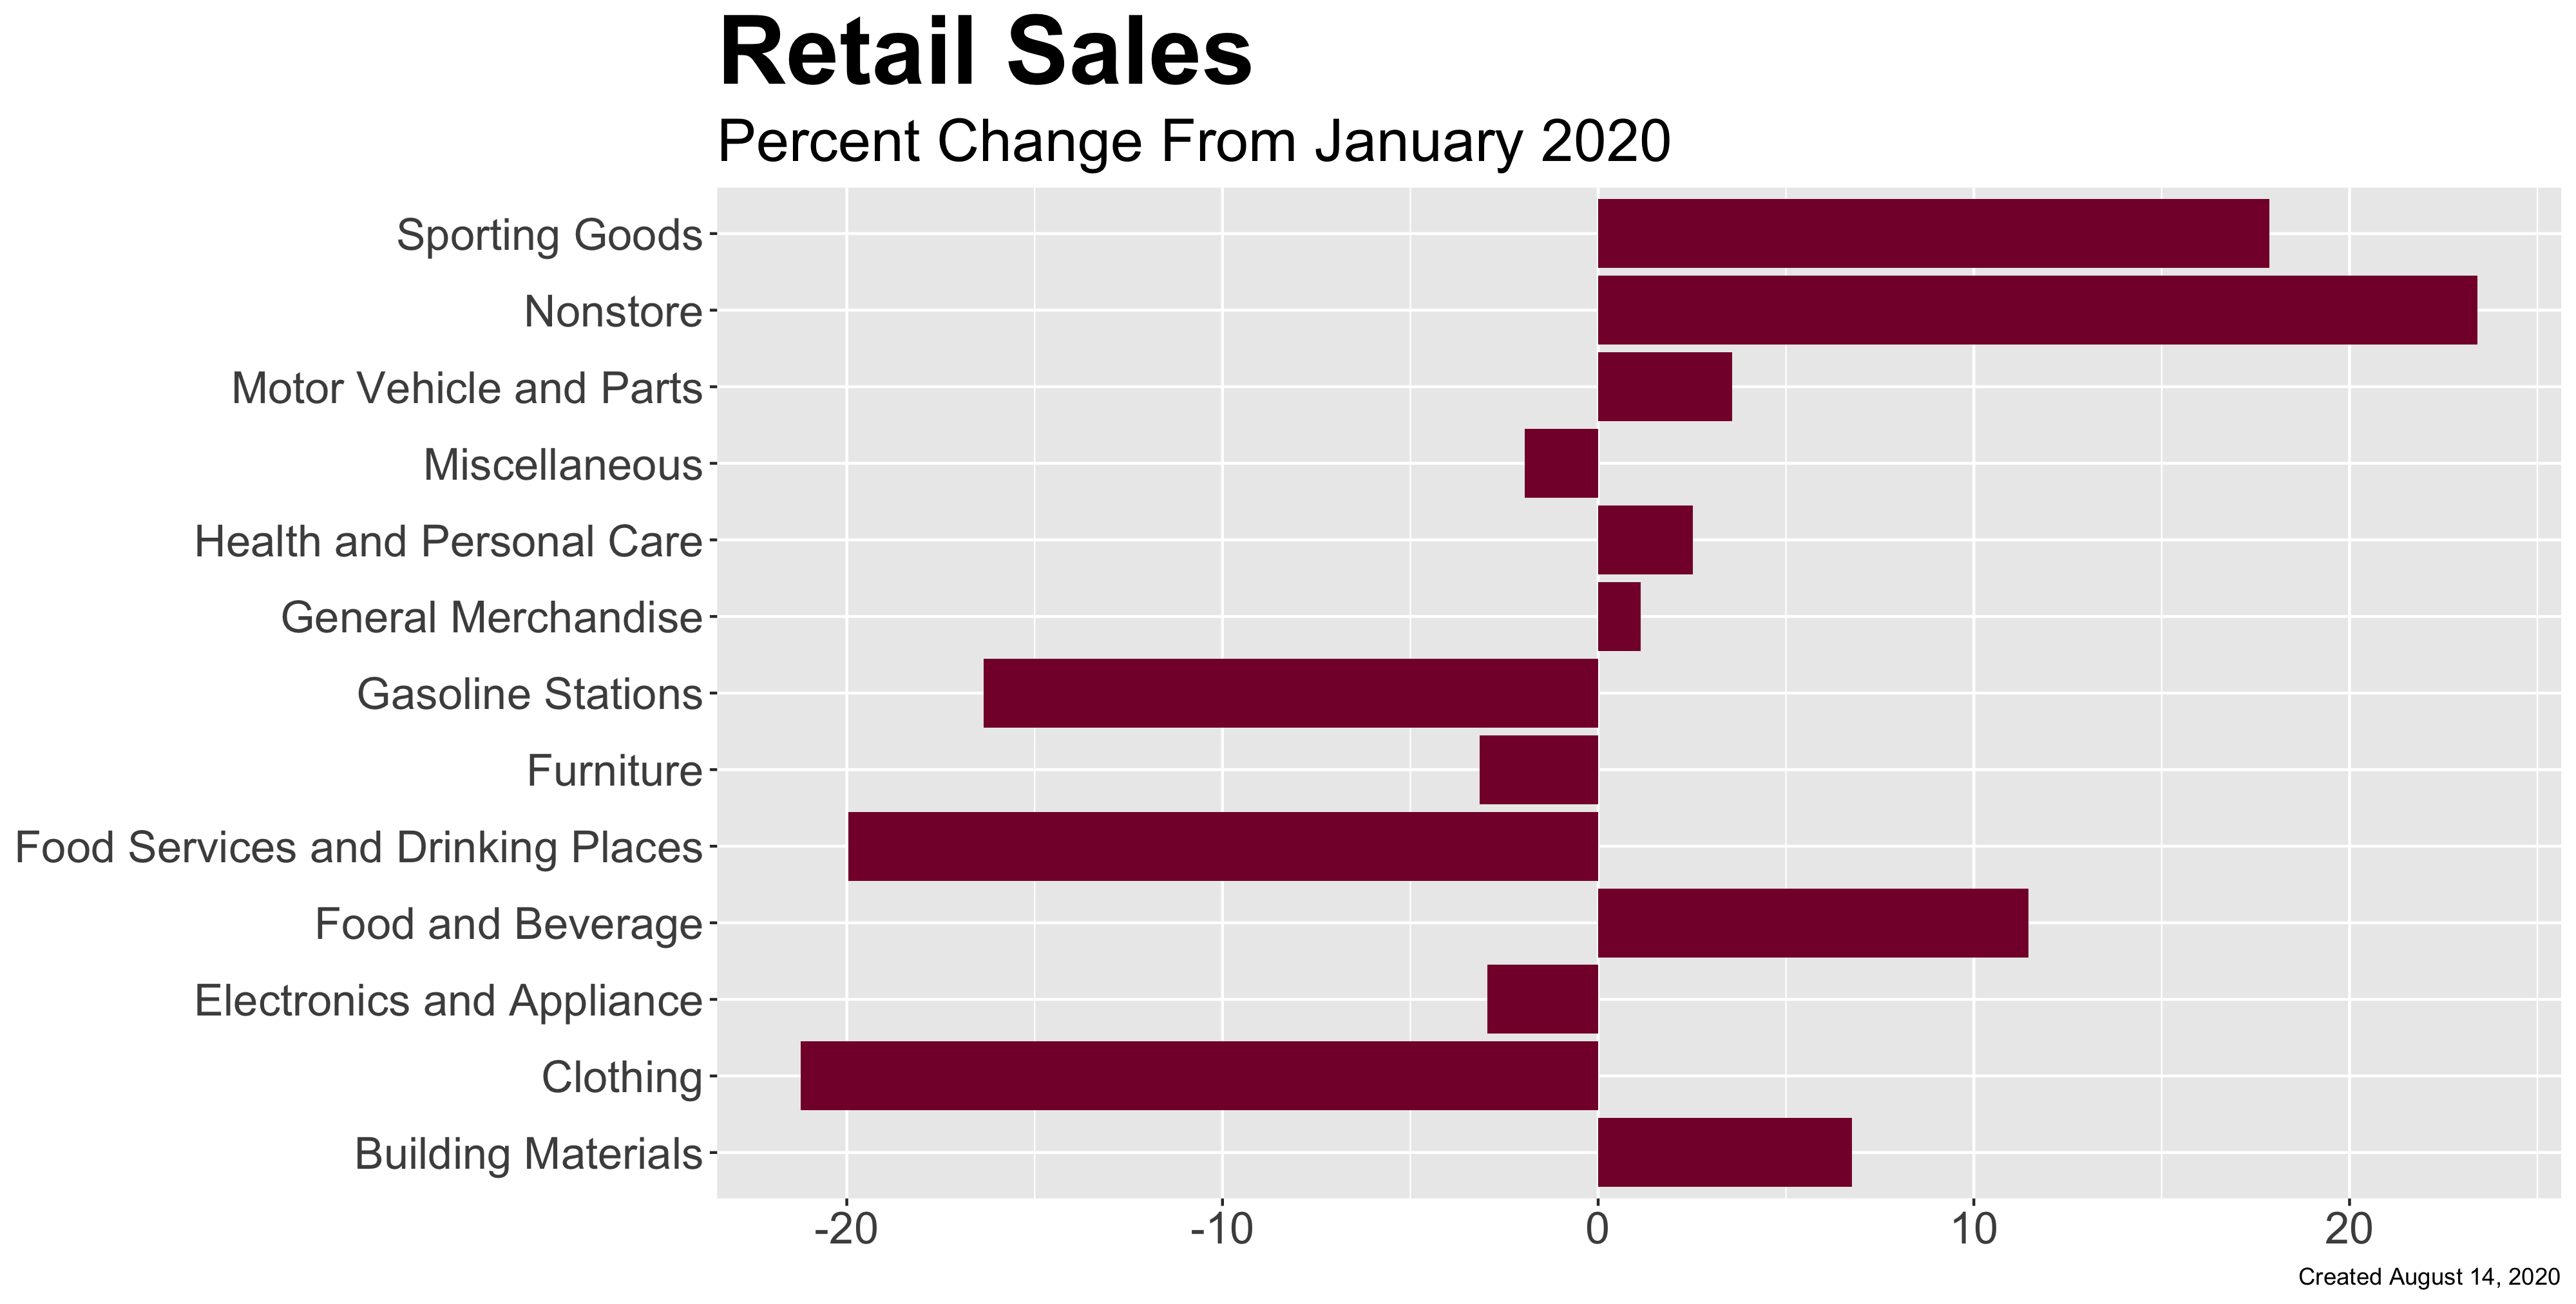 Retail Sales
Percent Change From January 2020
Sporting Goods
Nonstore
Motor Vehicle and Parts
Miscellaneous
Health and Personal Care
General Merchandise
Gasoline Stations
Furniture
Food Services and Drinking Places
Food and Beverage
Electronics and Appliance
Clothing
Building Materials
-20 -10 0 10 20
Created August 14, 2020